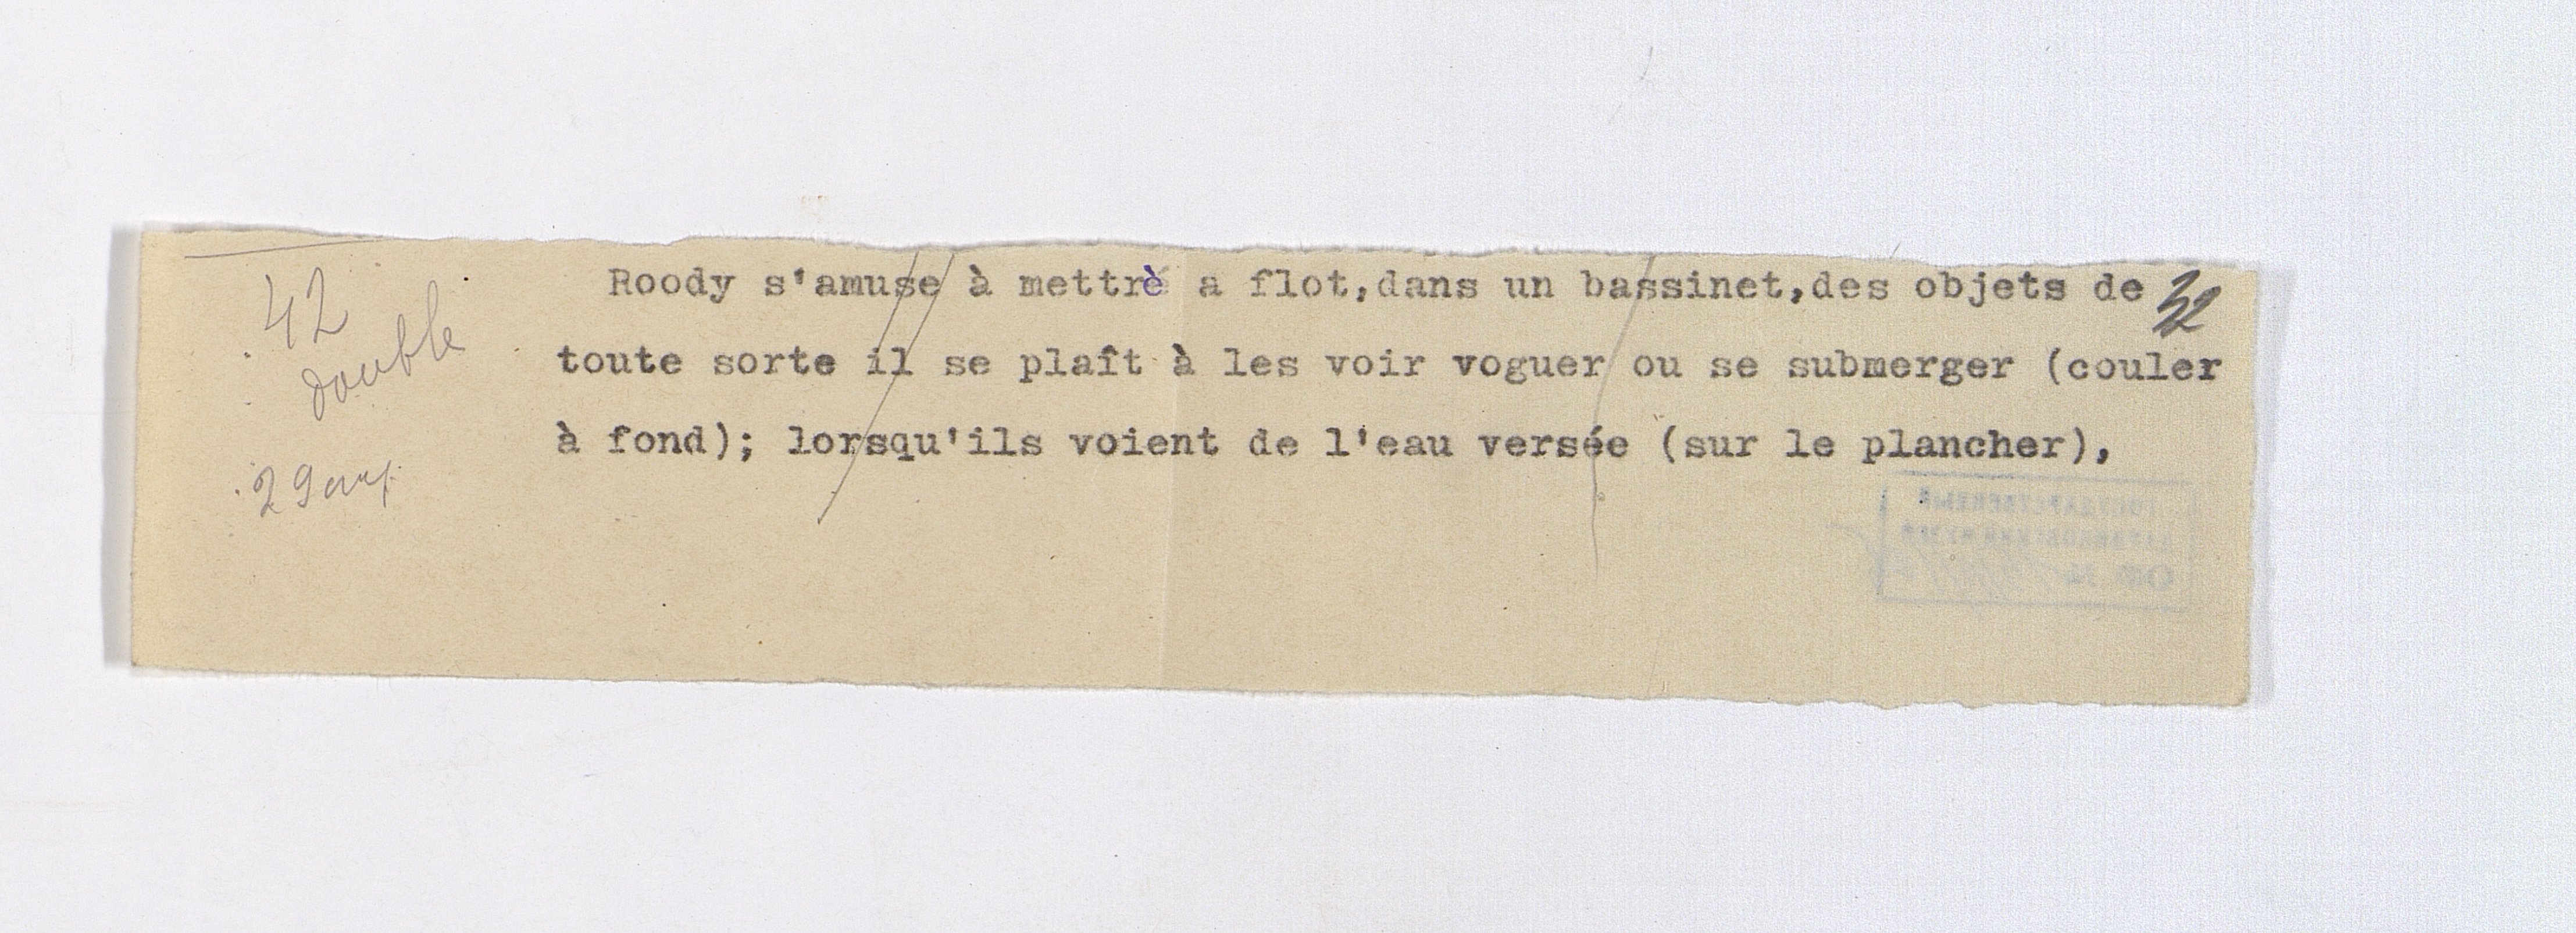 42
double
29
Roody s'amuse à mettrè a flot,dans un bassinet,des objets de 32
toute sorte il se plaît à les voir voguer ou se submerger (couler
à fond); lorsqu'ils voient de l'eau versée (sur le plancher),